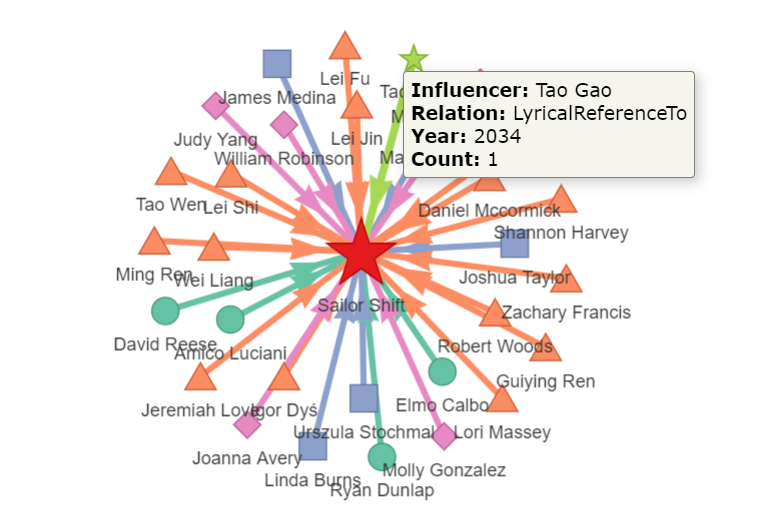 Lei Fu
James Medina
Influencer: Tao Gao
Relation: LyricalReferenceTo
Year: 2034
Count: 1
Judy Yang
Lei Jin
William Robinson
Tao Wen
Lei Shi
Daniel Mccormick
Shannon Harvey
Ming Ren
Wei Liang
Joshua Taylor
Sailor Shift
Zachary Francis
David Reese
Amico Luciani
Robert Woods
Guiying Ren
Jeremiah Love
Igor Dyś
Elmo Calbo
Urszula Stochmal
Lori Massey
Joanna Avery
Linda Burns
Molly Gonzalez
Ryan Dunlap